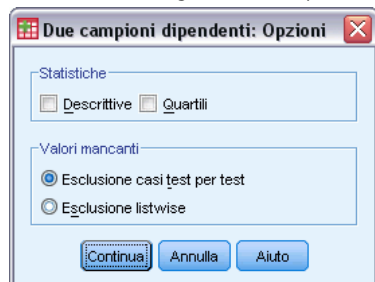 Due campioni dipendenti: Opzioni
Statistiche
Descrittive Quartili
Valori mancanti
Esclusione casi test per test
Esclusione listwise
Continua Annulla Aiuto